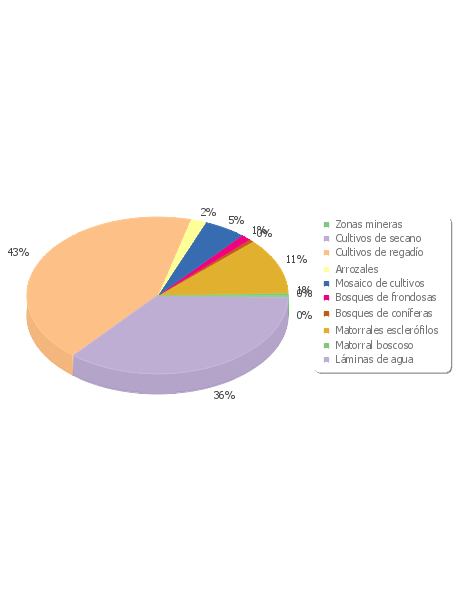 2%
5%
1%
0%
43%
11%
1%
0%
0%
36%
Zonas mineras
Cultivos de secano
Cultivos de regadío
Arrozales
Mosaico de cultivos
Bosques de frondosas
Bosques de coníferas
Matorrales esclerófilos
Matorral boscoso
Láminas de agua